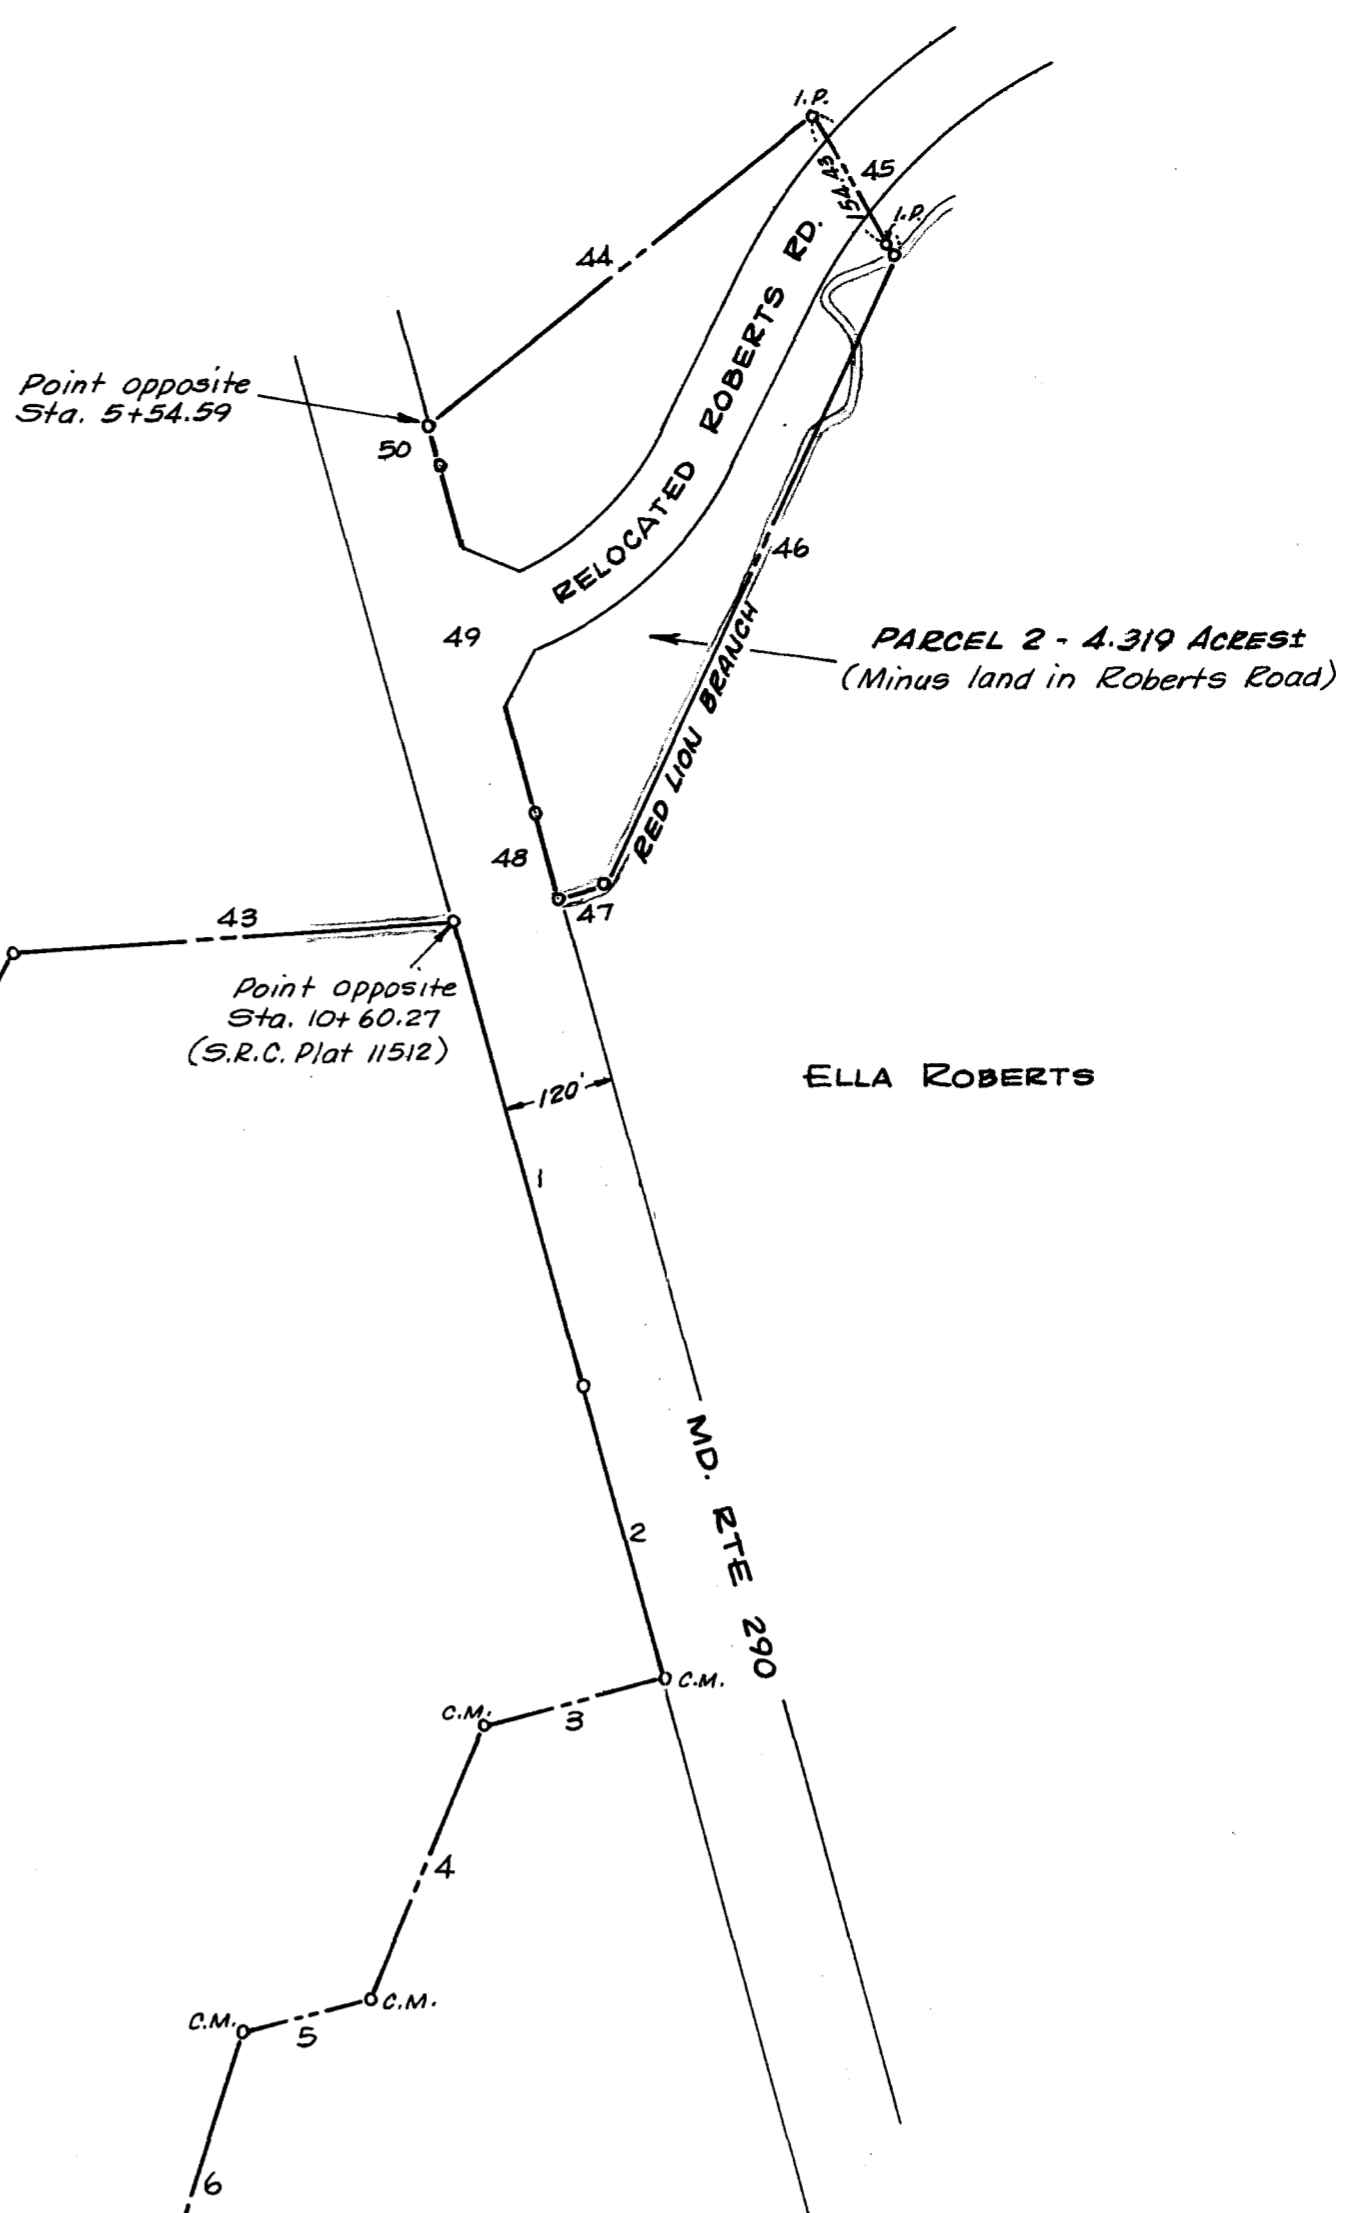 I.P.
45
154.43
I.P.
44
RELOCATED ROBERTS RD.
Point opposite
Sta. 5+54.59
50
46
49
PARCEL 2 - 4.319 ACRES±
(Minus land in Roberts Road)
RED LION BRANCH
48
47
43
Point opposite
Sta. 10+60.27
(S.R.C. Plat 11512)
ELLA ROBERTS
120'
1
MD. RTE 290
2
C.M.
C.M.
3
4
C.M.
C.M.
5
6